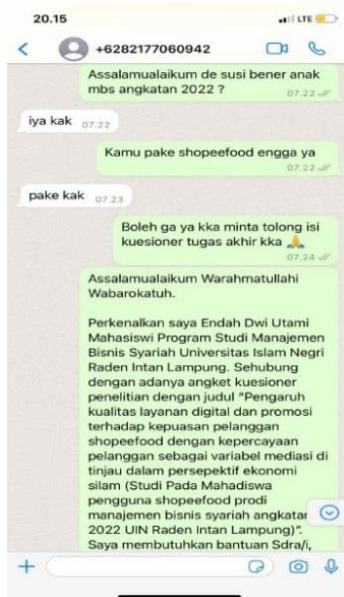 20.15
LTE
+6282177060942
Assalamualaikum de susi bener anak
mbs angkatan 2022 ?
07.22
iya kak
07.22
Kamu pake shopeefood engga ya
07.22
pake kak
07.23
Boleh ga ya kka minta tolong isi
kuesioner tugas akhir kka 🙏
07.24
Assalamualaikum Warahmatullahi
Wabarokatuh.
Perkenalkan saya Endah Dwi Utami
Mahasiswi Program Studi Manajemen
Bisnis Syariah Universitas Islam Negri
Raden Intan Lampung. Sehubung
dengan adanya angket kuesioner
penelitian dengan judul "Pengaruh
kualitas layanan digital dan promosi
terhadap kepuasan pelanggan
shopeefood dengan kepercayaan
pelanggan sebagai variabel mediasi di
tinjau dalam persepektif ekonomi
silam (Studi Pada Mahadiswa
pengguna shopeefood prodi
manajemen bisnis syariah angkatan
2022 UIN Raden Intan Lampung)".
Saya membutuhkan bantuan Sdra/i,